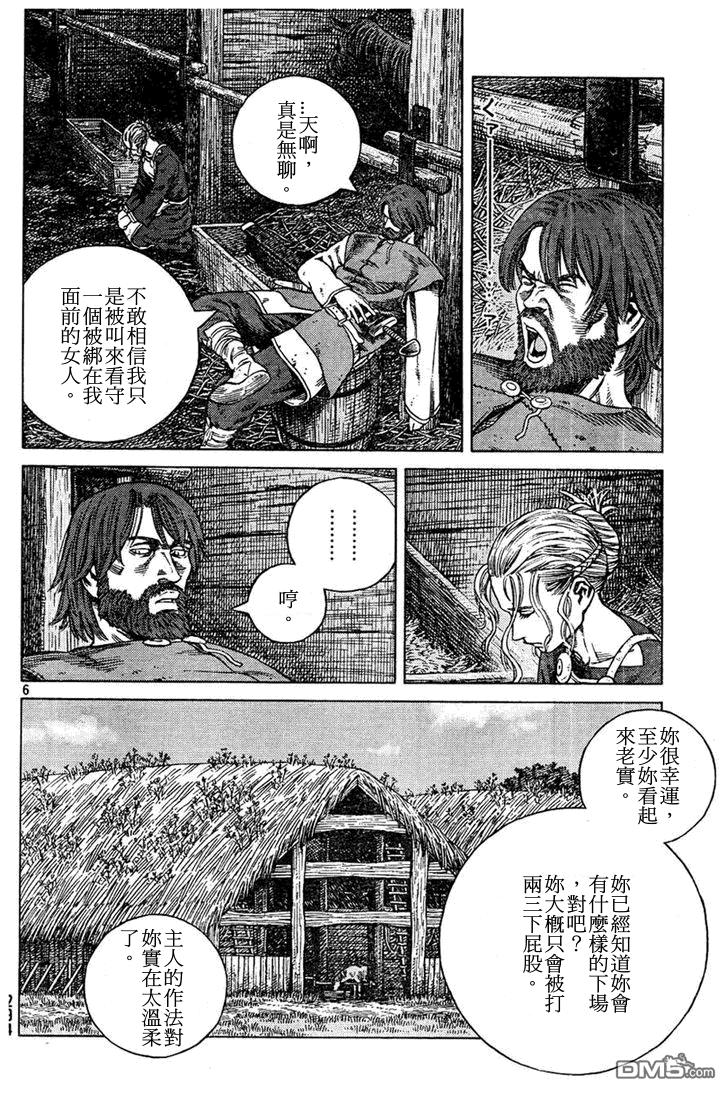 くァ
…天啊，
真是無聊。
不敢相信我只
是被叫來看守
一個被綁在我
面前的女人。
……
……
哼。
6
妳很幸運，
至少妳看起
來老實。
妳已經知道妳會
有什麼樣的下場
，對吧？
妳大概只會被打
兩三下屁股。
主人的作法對
妳實在太溫柔
了。
DM5.com